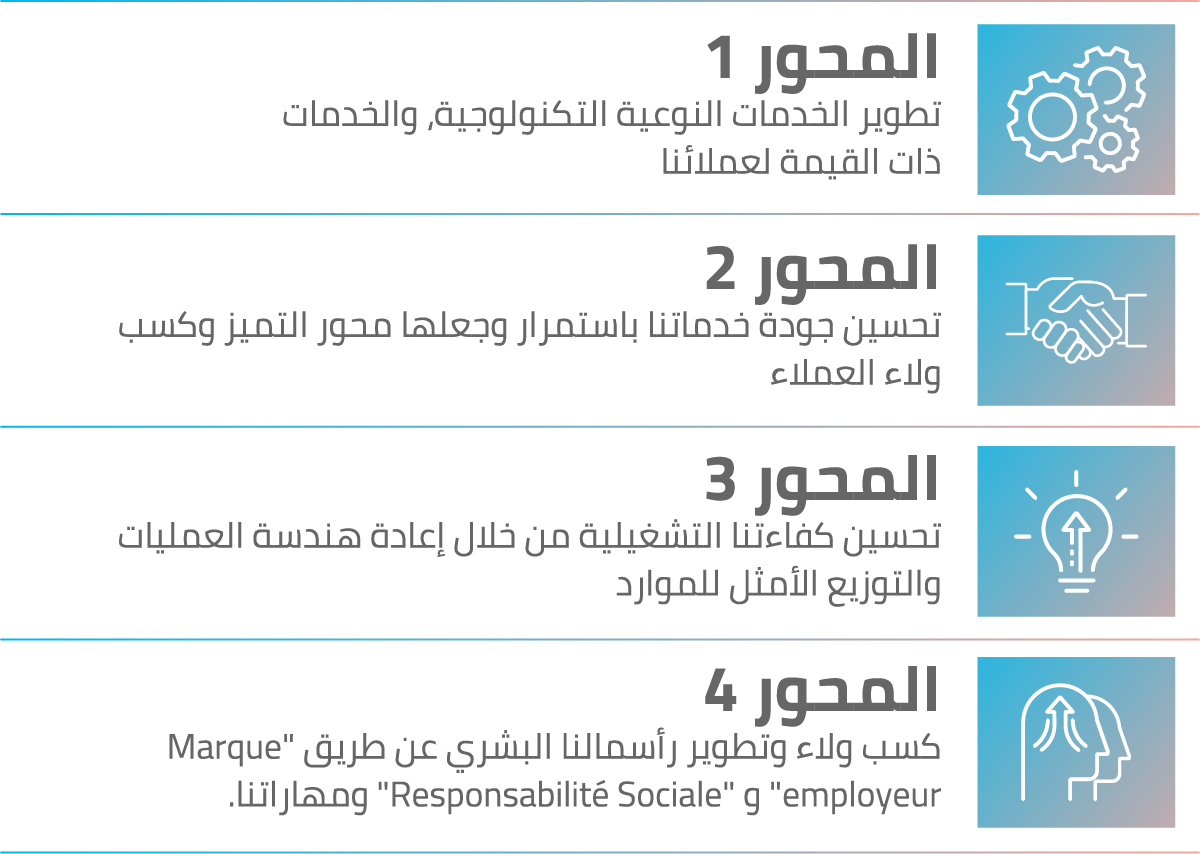 المحور 1
تطوير الخدمات النوعية التكنولوجية, والخدمات
ذات القيمة لعملائنا
المحور 2
تحسين جودة خدماتنا باستمرار وجعلها محور التميز وكسب
ولاء العملاء
المحور 3
تحسين كفاءتنا التشغيلية من خلال إعادة هندسة العمليات
والتوزيع الأمثل للموارد
المحور 4
كسب ولاء وتطوير رأسمالنا البشري عن طريق "Marque
employeur" و "Responsabilité Sociale" ومهاراتنا.